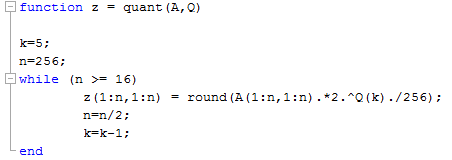 function z = quant(A,Q)
k=5;
n=256;
while (n >= 16)
z(1:n,1:n) = round(A(1:n,1:n).*2.^Q(k)./256);
n=n/2;
k=k-1;
end